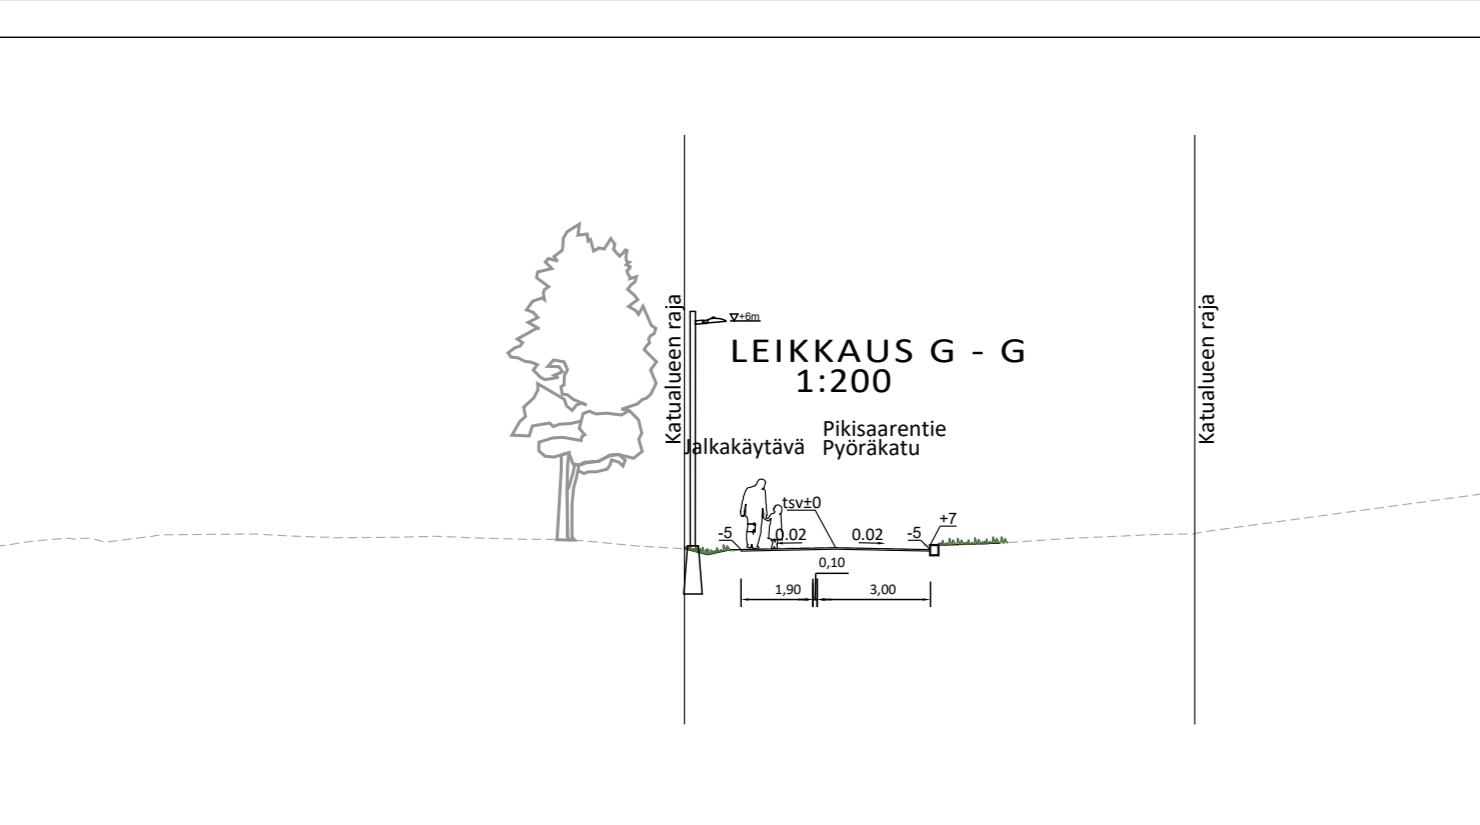 Katualueen raja
Katualueen raja
+6m
LEIKKAUS G - G
1:200
Jalkakäytävä
Pikisaarentie
Pyöräkatu
tsv±0
-5
0.02
0.02
-5
+7
0,10
1,90
3,00